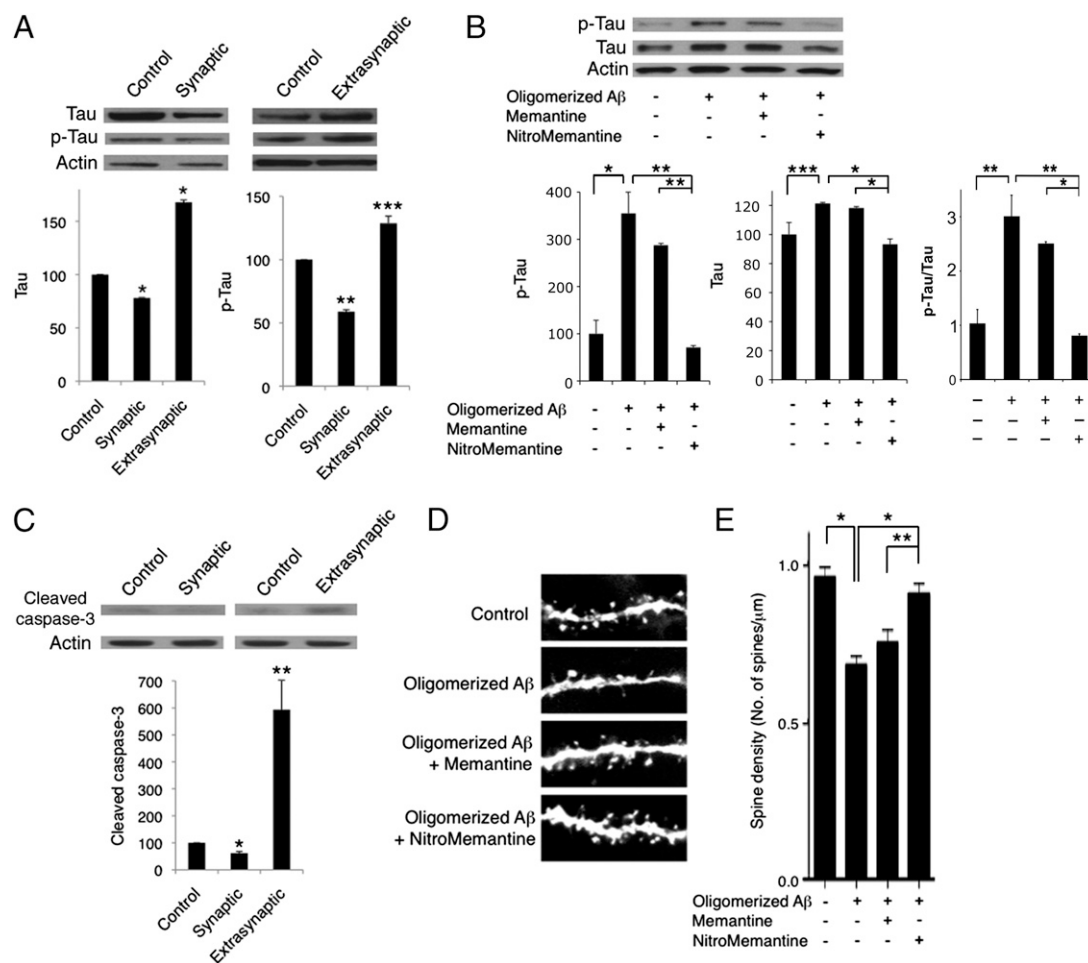 A
Control
Synaptic
Control
Extrasynaptic
Tau
p-Tau
Actin
150
100
50
0
Tau
Control
Synaptic
Extrasynaptic
*
*
150
100
50
0
p-Tau
Control
Synaptic
Extrasynaptic
**
***
B
p-Tau
Tau
Actin
Oligomerized Aβ - + + +
Memantine - - + -
NitroMemantine - - - +
400
300
200
100
0
p-Tau
* ** **
120
100
80
60
40
20
0
Tau
*** * *
3
2
1
0
p-Tau/Tau
** ** *
Oligomerized Aβ - + + + - + + + - + + +
Memantine - - + - - - + - - - + -
NitroMemantine - - - + - - - + - - - +
C
Control
Synaptic
Control
Extrasynaptic
Cleaved
caspase-3
Actin
700
600
500
400
300
200
100
0
Cleaved caspase-3
Control
Synaptic
Extrasynaptic
*
**
D
Control
Oligomerized Aβ
Oligomerized Aβ
+ Memantine
Oligomerized Aβ
+ NitroMemantine
E
* * **
1.0
0.5
0.0
Spine density (No. of spines/μm)
Oligomerized Aβ - + + +
Memantine - - + -
NitroMemantine - - - +